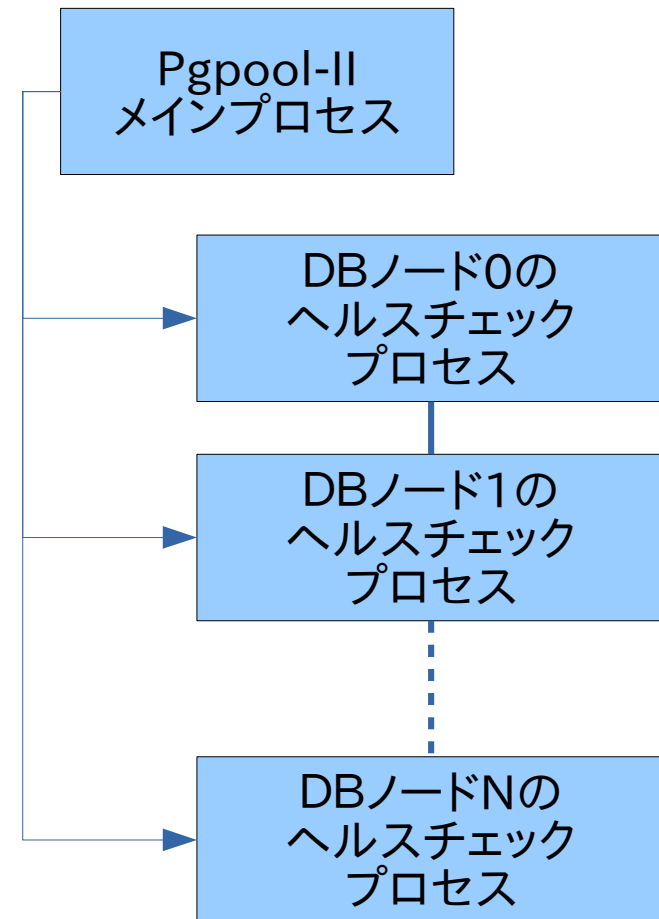 Pgpool-II
メインプロセス
DBノード0の
ヘルスチェック
プロセス
DBノード1の
ヘルスチェック
プロセス
DBノードNの
ヘルスチェック
プロセス